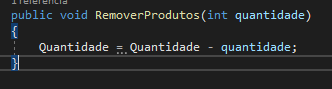 1 referência
public void RemoverProdutos(int quantidade)
{
Quantidade = Quantidade - quantidade;
}